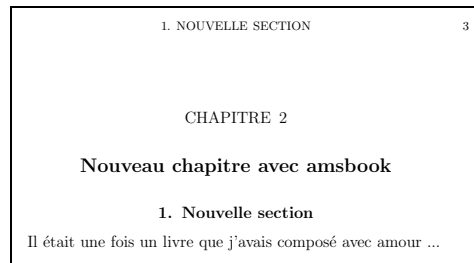 1. NOUVELLE SECTION 3
CHAPITRE 2
Nouveau chapitre avec amsbook
1. Nouvelle section
Il était une fois un livre que j'avais composé avec amour ...